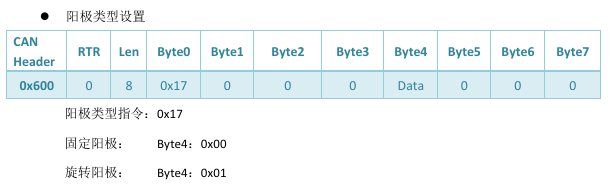 ● 阳极类型设置
CAN Header RTR Len Byte0 Byte1 Byte2 Byte3 Byte4 Byte5 Byte6 Byte7
0x600 0 8 0x17 0 0 0 Data 0 0 0
阳极类型指令：0x17
固定阳极： Byte4：0x00
旋转阳极： Byte4：0x01